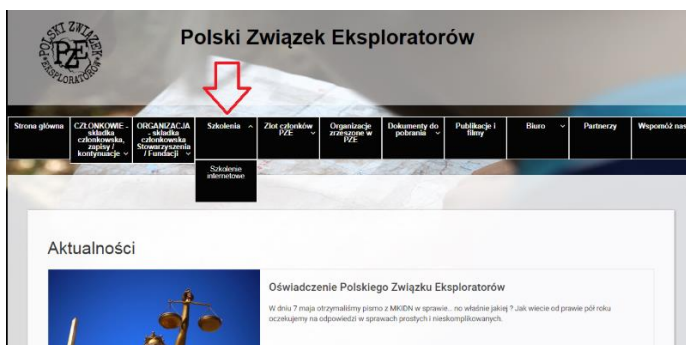 POLSKI ZWIĄZEK
PZE
EKSPLORATORÓW
Polski Związek Eksploratorów
Strona główna
CZŁONKOWIE -
składka
członkowska,
zapisy /
kontynuacje
ORGANIZACJA
- składka
członkowska
Stowarzyszenia
/ Fundacji
Szkolenia
Zlot członków
PZE
Organizacje
zrzeszone w
PZE
Dokumenty do
pobrania
Publikacje i
filmy
Biuro
Partnerzy
Wspomóż nas
Szkolenie
internetowe
Aktualności
Oświadczenie Polskiego Związku Eksploratorów
W dniu 7 maja otrzymaliśmy pismo z MKiDN w sprawie… no właśnie jakiej ? Jak wiecie od prawie pół roku
oczekujemy na odpowiedzi w sprawach prostych i nieskomplikowanych.